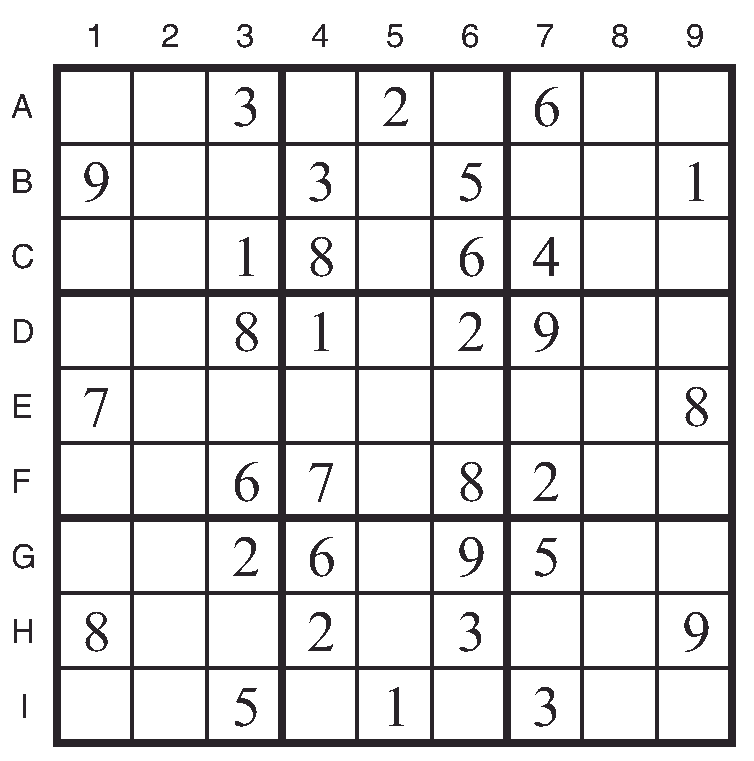 1 2 3 4 5 6 7 8 9
A 3 2 6
B 9 3 5 1
C 1 8 6 4
D 8 1 2 9
E 7 8
F 6 7 8 2
G 2 6 9 5
H 8 2 3 9
I 5 1 3